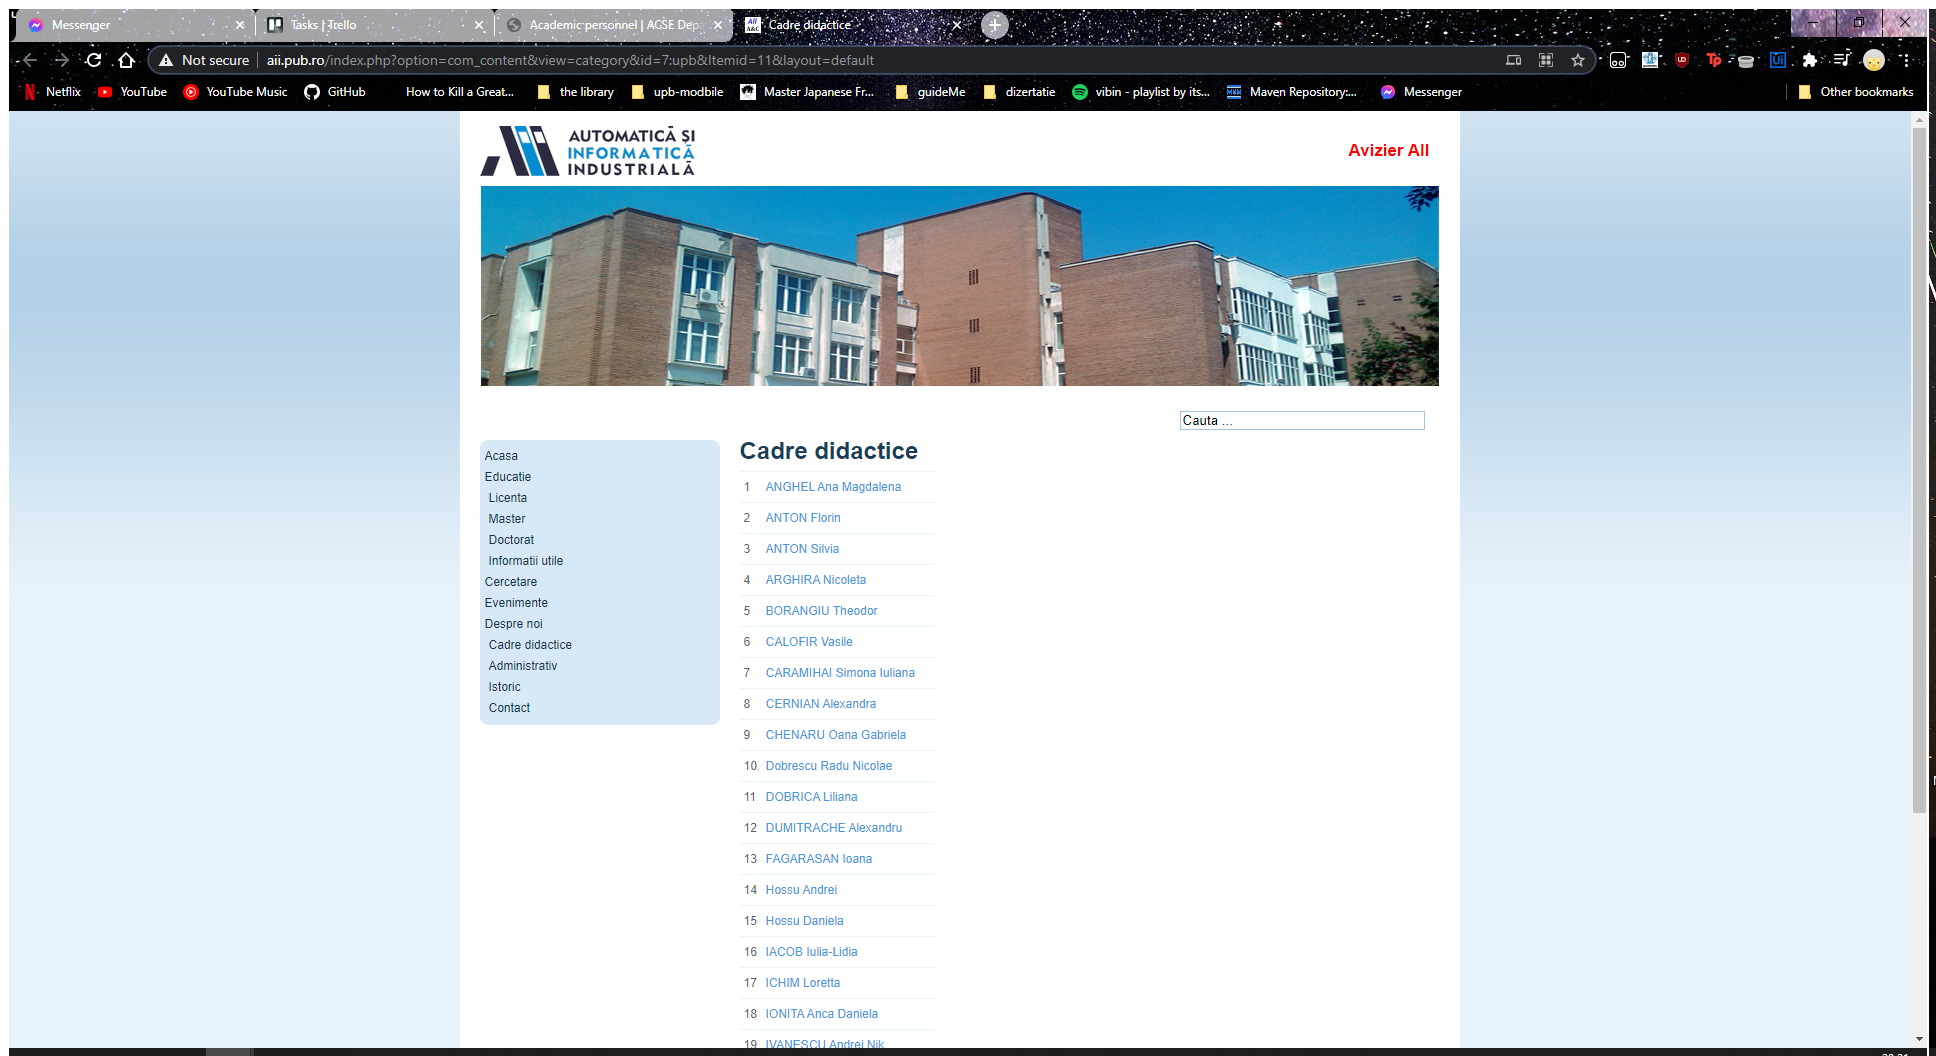 Messenger
Tasks | Trello
Academic personnel | ACSE Depa
Cadre didactice
Not secure
aii.pub.ro/index.php?option=com_content&view=category&id=7:upb&Itemid=11&layout=default
Netflix
YouTube
YouTube Music
GitHub
How to Kill a Great...
the library
upb-modbile
Master Japanese Fr...
guideMe
dizertatie
vibin - playlist by its...
Maven Repository:...
Messenger
Other bookmarks
AUTOMATICĂ ȘI
INFORMATICĂ
INDUSTRIALĂ
Avizier AII
Cauta ...
Acasa
Educatie
Licenta
Master
Doctorat
Informatii utile
Cercetare
Evenimente
Despre noi
Cadre didactice
Administrativ
Istoric
Contact
Cadre didactice
1 ANGHEL Ana Magdalena
2 ANTON Florin
3 ANTON Silvia
4 ARGHIRA Nicoleta
5 BORANGIU Theodor
6 CALOFIR Vasile
7 CARAMIHAI Simona Iuliana
8 CERNIAN Alexandra
9 CHENARU Oana Gabriela
10 Dobrescu Radu Nicolae
11 DOBRICA Liliana
12 DUMITRACHE Alexandru
13 FAGARASAN Ioana
14 Hossu Andrei
15 Hossu Daniela
16 IACOB Iulia-Lidia
17 ICHIM Loretta
18 IONITA Anca Daniela
19 IVANESCU Andrei Nik